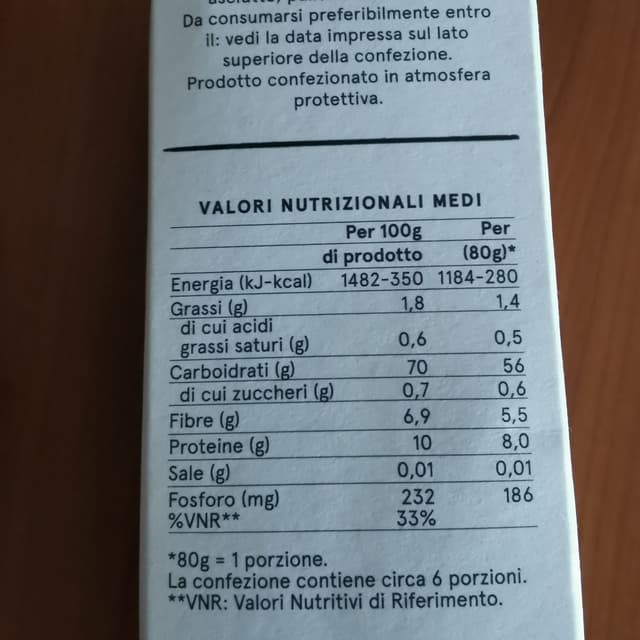 Da consumarsi preferibilmente entro
il: vedi la data impressa sul lato
superiore della confezione.
Prodotto confezionato in atmosfera
protettiva.
VALORI NUTRIZIONALI MEDI
Per 100g Per
di prodotto (80g)*
Energia (kJ-kcal) 1482-350 1184-280
Grassi (g) 1,8 1,4
di cui acidi
grassi saturi (g) 0,6 0,5
Carboidrati (g) 70 56
di cui zuccheri (g) 0,7 0,6
Fibre (g) 6,9 5,5
Proteine (g) 10 8,0
Sale (g) 0,01 0,01
Fosforo (mg) 232 186
%VNR** 33%
*80g = 1 porzione.
La confezione contiene circa 6 porzioni.
**VNR: Valori Nutritivi di Riferimento.